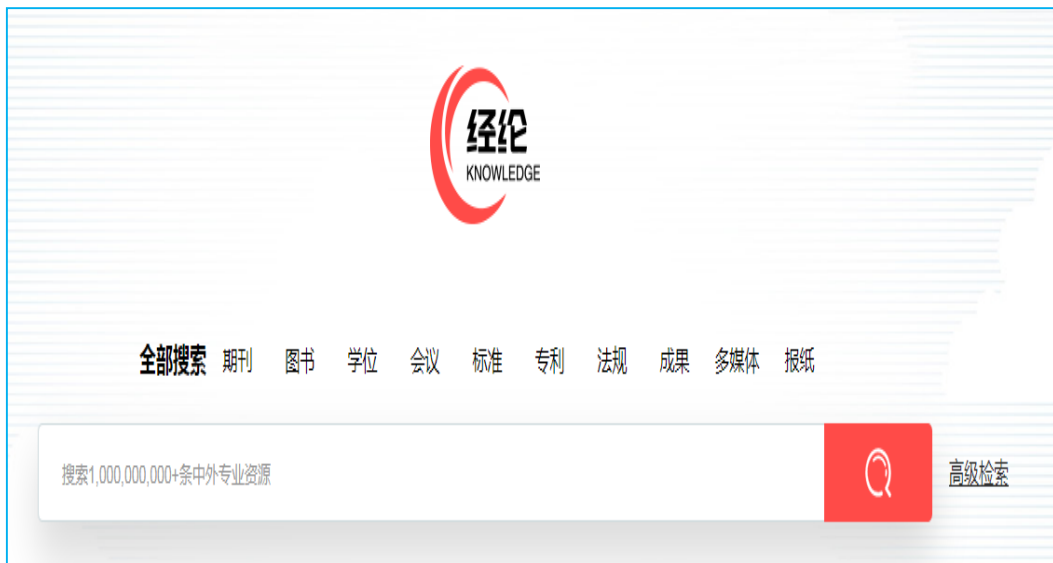 经纶
KNOWLEDGE
全部搜索 期刊 图书 学位 会议 标准 专利 法规 成果 多媒体 报纸
搜索1,000,000,000+条中外专业资源
高级检索